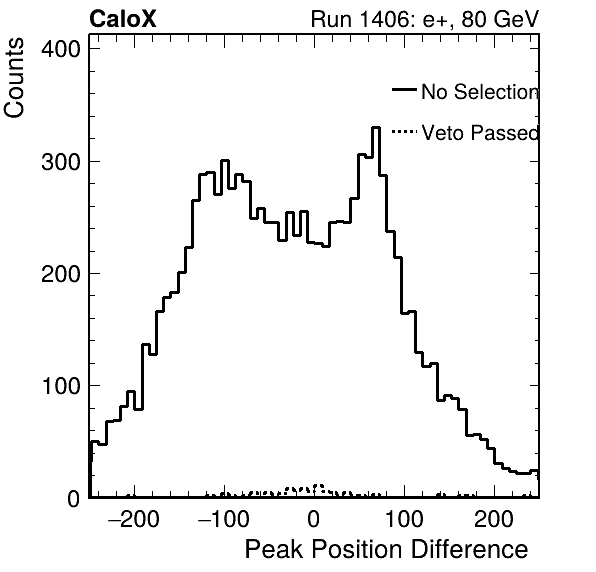 CaloX Run 1406: e+, 80 GeV
Counts
400
No Selection
Veto Passed
300
200
100
0
−200 −100 0 100 200
Peak Position Difference